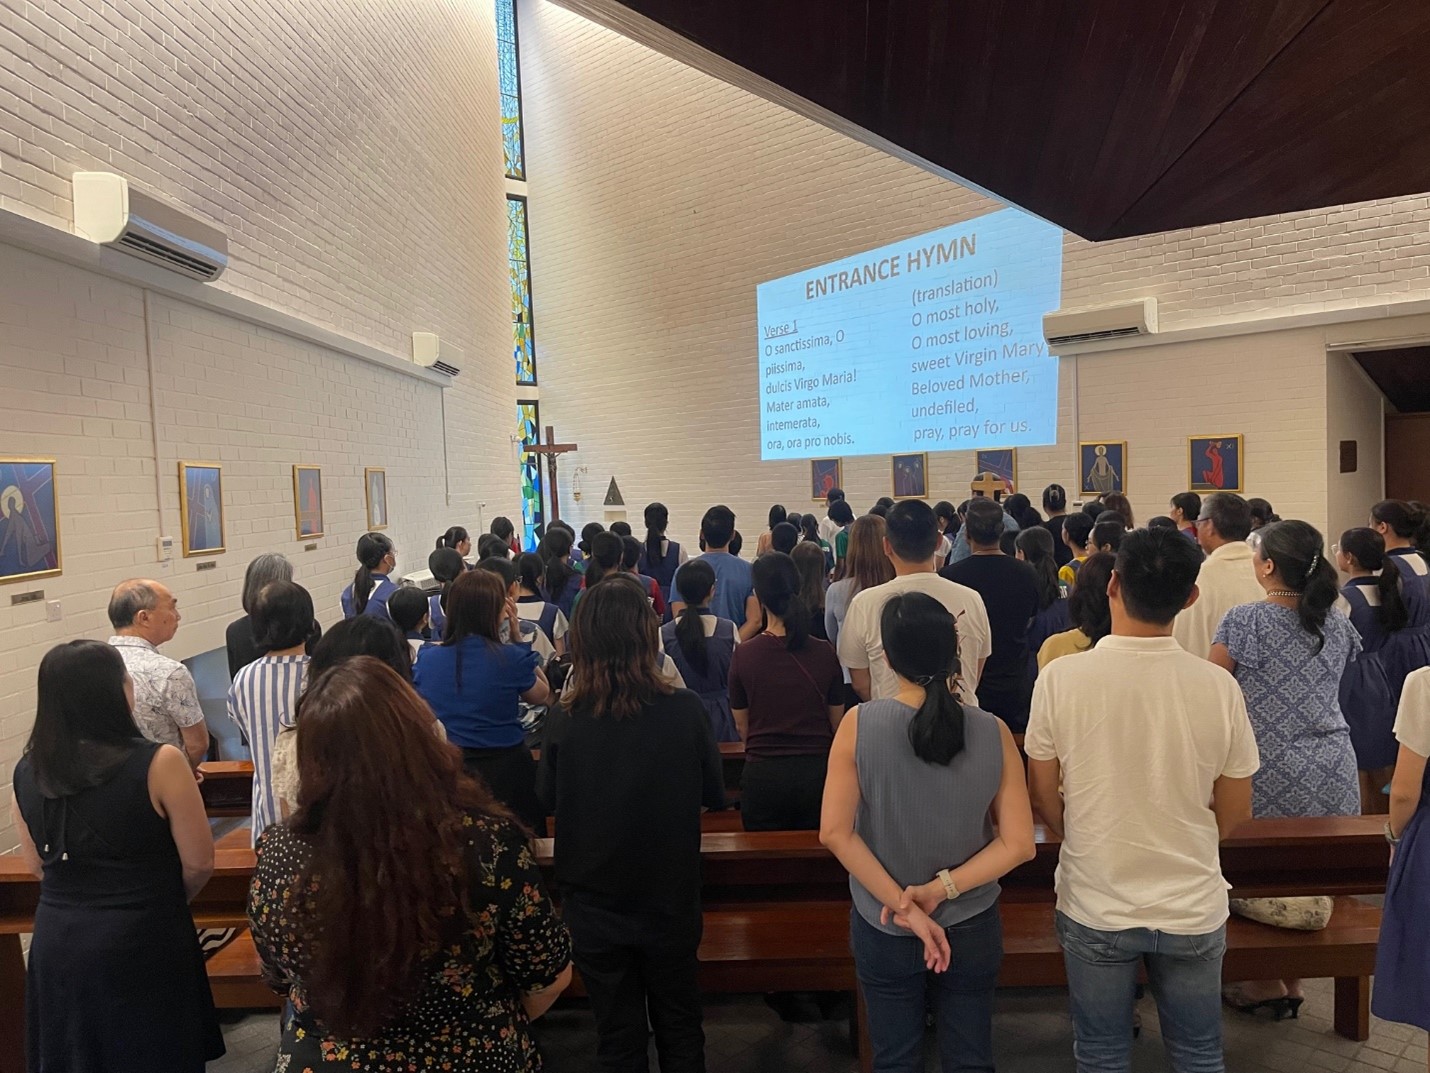 ENTRANCE HYMN
Verse 1
O sanctissima, O
piissima,
dulcis Virgo Maria!
Mater amata,
intemerata,
ora, ora pro nobis.
(translation)
O most holy,
O most loving,
sweet Virgin Mary
Beloved Mother,
undefiled,
pray, pray for us.